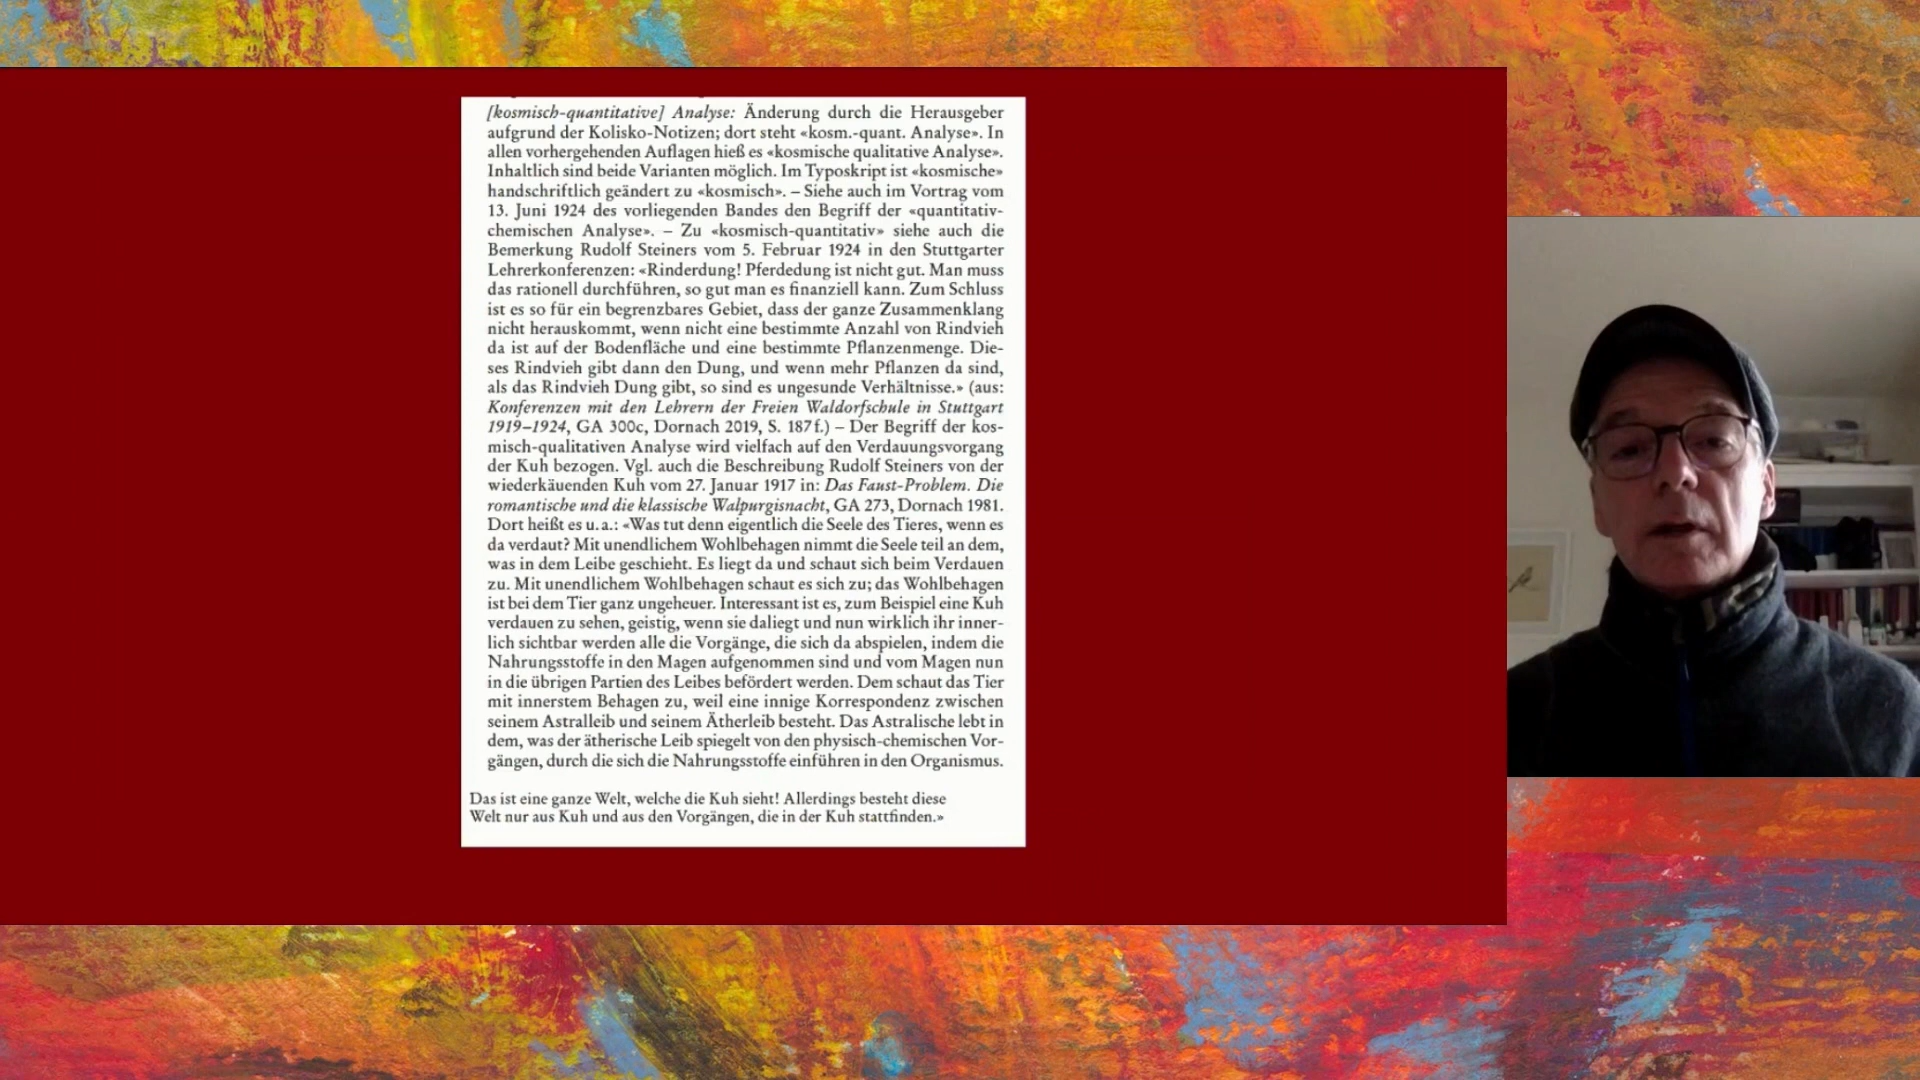 [kosmisch-quantitative] Analyse: Änderung durch die Herausgeber
aufgrund der Kolisko-Notizen; dort steht «kosm.-quant. Analyse». In
allen vorhergehenden Auflagen hieß es «kosmische qualitative Analyse».
Inhaltlich sind beide Varianten möglich. Im Typoskript ist «kosmische»
handschriftlich geändert zu «kosmisch». – Siehe auch im Vortrag vom
13. Juni 1924 des vorliegenden Bandes den Begriff der «quantitativ-
chemischen Analyse». – Zu «kosmisch-quantitativ» siehe auch die
Bemerkung Rudolf Steiners vom 5. Februar 1924 in den Stuttgarter
Lehrerkonferenzen: «Rinderdung! Pferdedung ist nicht gut. Man muss
das rationell durchführen, so gut man es finanziell kann. Zum Schluss
ist es so für ein begrenzbares Gebiet, dass der ganze Zusammenklang
nicht herauskommt, wenn nicht eine bestimmte Anzahl von Rindvieh
da ist auf der Bodenfläche und eine bestimmte Pflanzenmenge. Die-
ses Rindvieh gibt dann den Dung, und wenn mehr Pflanzen da sind,
als das Rindvieh Dung gibt, so sind es ungesunde Verhältnisse.» (aus:
Konferenzen mit den Lehrern der Freien Waldorfschule in Stuttgart
1919–1924, GA 300c, Dornach 2019, S. 187 f.) – Der Begriff der kos-
misch-qualitativen Analyse wird vielfach auf den Verdauungsvorgang
der Kuh bezogen. Vgl. auch die Beschreibung Rudolf Steiners von der
wiederkäuenden Kuh vom 27. Januar 1917 in: Das Faust-Problem. Die
romantische und die klassische Walpurgisnacht, GA 273, Dornach 1981.
Dort heißt es u. a.: «Was tut denn eigentlich die Seele des Tieres, wenn es
da verdaut? Mit unendlichem Wohlbehagen nimmt die Seele teil an dem,
was in dem Leibe geschieht. Es liegt da und schaut sich beim Verdauen
zu. Mit unendlichem Wohlbehagen schaut es sich zu; das Wohlbehagen
ist bei dem Tier ganz ungeheuer. Interessant ist es, zum Beispiel eine Kuh
verdauen zu sehen, geistig, wenn sie daliegt und nun wirklich ihr inner-
lich sichtbar werden alle die Vorgänge, die sich da abspielen, indem die
Nahrungsstoffe in den Magen aufgenommen sind und vom Magen nun
in die übrigen Partien des Leibes befördert werden. Dem schaut das Tier
mit innerstem Behagen zu, weil eine innige Korrespondenz zwischen
seinem Astralleib und seinem Ätherleib besteht. Das Astralische lebt in
dem, was der ätherische Leib spiegelt von den physisch-chemischen Vor-
gängen, durch die sich die Nahrungsstoffe einführen in den Organismus.
Das ist eine ganze Welt, welche die Kuh sieht! Allerdings besteht diese
Welt nur aus Kuh und aus den Vorgängen, die in der Kuh stattfinden.»